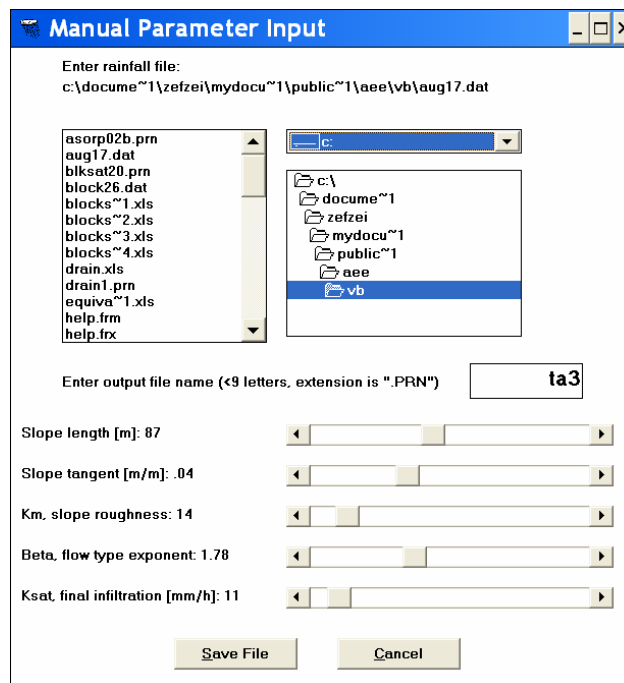 Manual Parameter Input
Enter rainfall file:
c:\docume~1\zefzei\mydocu~1\public~1\aee\vb\aug17.dat
asorp02b.prn
aug17.dat
blksat20.prn
block26.dat
blocks~1.xls
blocks~2.xls
blocks~3.xls
blocks~4.xls
drain.xls
drain1.prn
equiva~1.xls
help.frm
help.frx
c:
c:\
docume~1
zefzei
mydocu~1
public~1
aee
vb
Enter output file name (<9 letters, extension is ".PRN")
ta3
Slope length [m]: 87
Slope tangent [m/m]: .04
Km, slope roughness: 14
Beta, flow type exponent: 1.78
Ksat, final infiltration [mm/h]: 11
Save File
Cancel